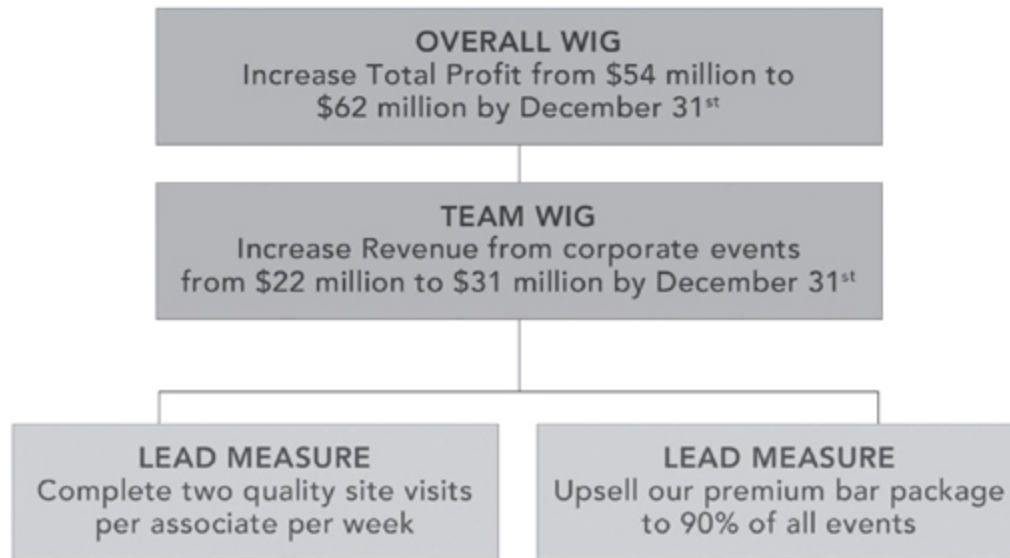 OVERALL WIG
Increase Total Profit from $54 million to
$62 million by December 31st
TEAM WIG
Increase Revenue from corporate events
from $22 million to $31 million by December 31st
LEAD MEASURE
Complete two quality site visits
per associate per week
LEAD MEASURE
Upsell our premium bar package
to 90% of all events